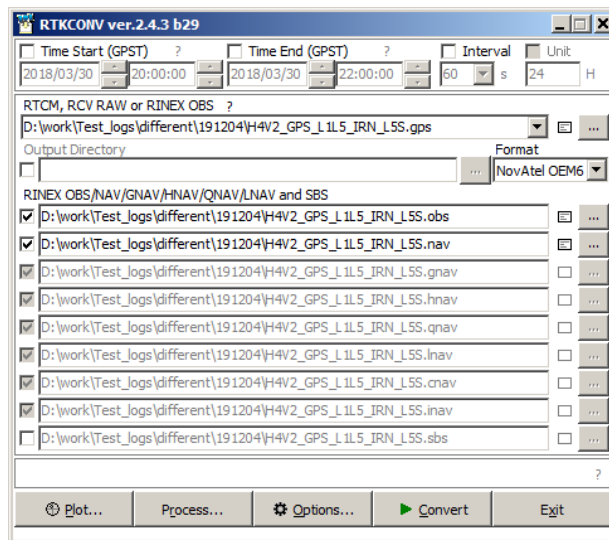 RTKCONV ver.2.4.3 b29
Time Start (GPST) ? Time End (GPST) ? Interval Unit
2018/03/30 20:00:00 2018/03/30 22:00:00 60 s 24 H
RTCM, RCV RAW or RINEX OBS ?
D:\work\Test_logs\different\191204\H4V2_GPS_L1L5_IRN_L5S.gps ...
Output Directory Format
... NovAtel OEM6
RINEX OBS/NAV/GNAV/HNAV/QNAV/LNAV and SBS
D:\work\Test_logs\different\191204\H4V2_GPS_L1L5_IRN_L5S.obs ...
D:\work\Test_logs\different\191204\H4V2_GPS_L1L5_IRN_L5S.nav ...
D:\work\Test_logs\different\191204\H4V2_GPS_L1L5_IRN_L5S.gnav ...
D:\work\Test_logs\different\191204\H4V2_GPS_L1L5_IRN_L5S.hnav ...
D:\work\Test_logs\different\191204\H4V2_GPS_L1L5_IRN_L5S.qnav ...
D:\work\Test_logs\different\191204\H4V2_GPS_L1L5_IRN_L5S.lnav ...
D:\work\Test_logs\different\191204\H4V2_GPS_L1L5_IRN_L5S.cnav ...
D:\work\Test_logs\different\191204\H4V2_GPS_L1L5_IRN_L5S.inav ...
D:\work\Test_logs\different\191204\H4V2_GPS_L1L5_IRN_L5S.sbs ...
?
Plot... Process... Options... Convert Exit